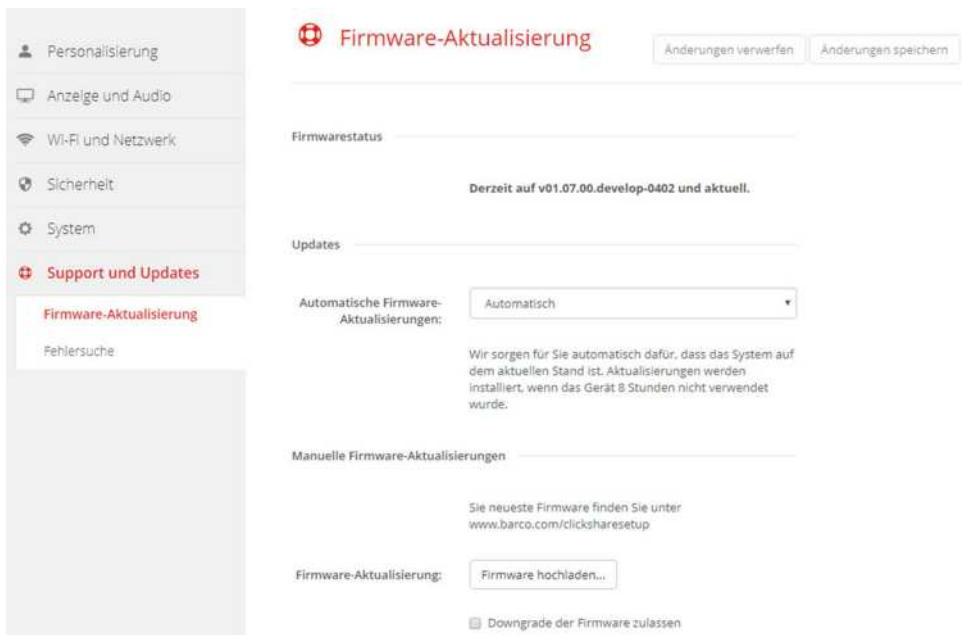 Personalisierung
Anzeige und Audio
Wi-Fi und Netzwerk
Sicherheit
System
Support und Updates
Firmware-Aktualisierung
Fehlersuche
Firmware-Aktualisierung
Änderungen verwerfen
Änderungen speichern
Firmwarestatus
Derzeit auf v01.07.00.develop-0402 und aktuell.
Updates
Automatische Firmware-
Aktualisierungen:
Automatisch
Wir sorgen für Sie automatisch dafür, dass das System auf
dem aktuellen Stand ist. Aktualisierungen werden
installiert, wenn das Gerät 8 Stunden nicht verwendet
wurde.
Manuelle Firmware-Aktualisierungen
Sie neueste Firmware finden Sie unter
www.barco.com/clicksharesetup
Firmware-Aktualisierung:
Firmware hochladen...
Downgrade der Firmware zulassen